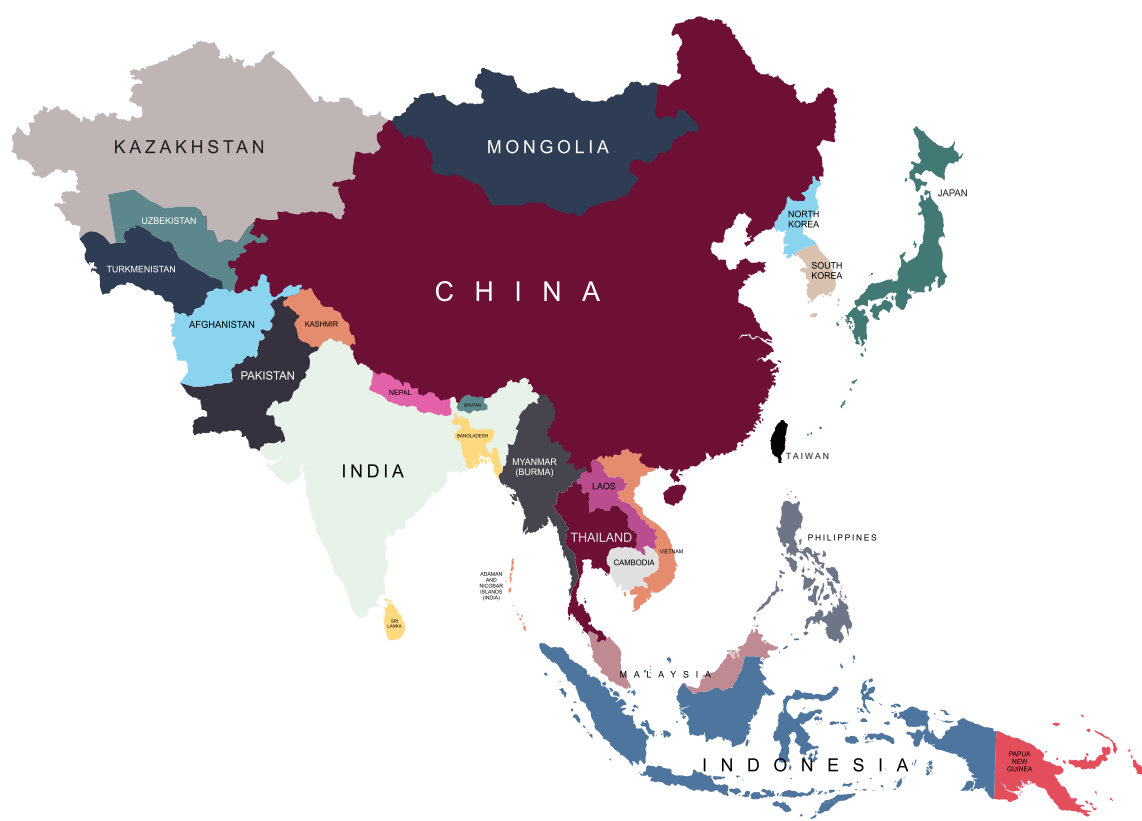 KAZAKHSTAN
MONGOLIA
UZBEKISTAN
JAPAN
NORTH
KOREA
TURKMENISTAN
SOUTH
KOREA
CHINA
AFGHANISTAN
KASHMIR
PAKISTAN
NEPAL
BHUTAN
BANGLADESH
TAIWAN
INDIA
MYANMAR
(BURMA)
LAOS
THAILAND
PHILIPPINES
VIETNAM
CAMBODIA
ADAMAN
AND
NICOBAR
ISLANDS
(INDIA)
SRI
LANKA
MALAYSIA
INDONESIA
PAPUA
NEW
GUINEA